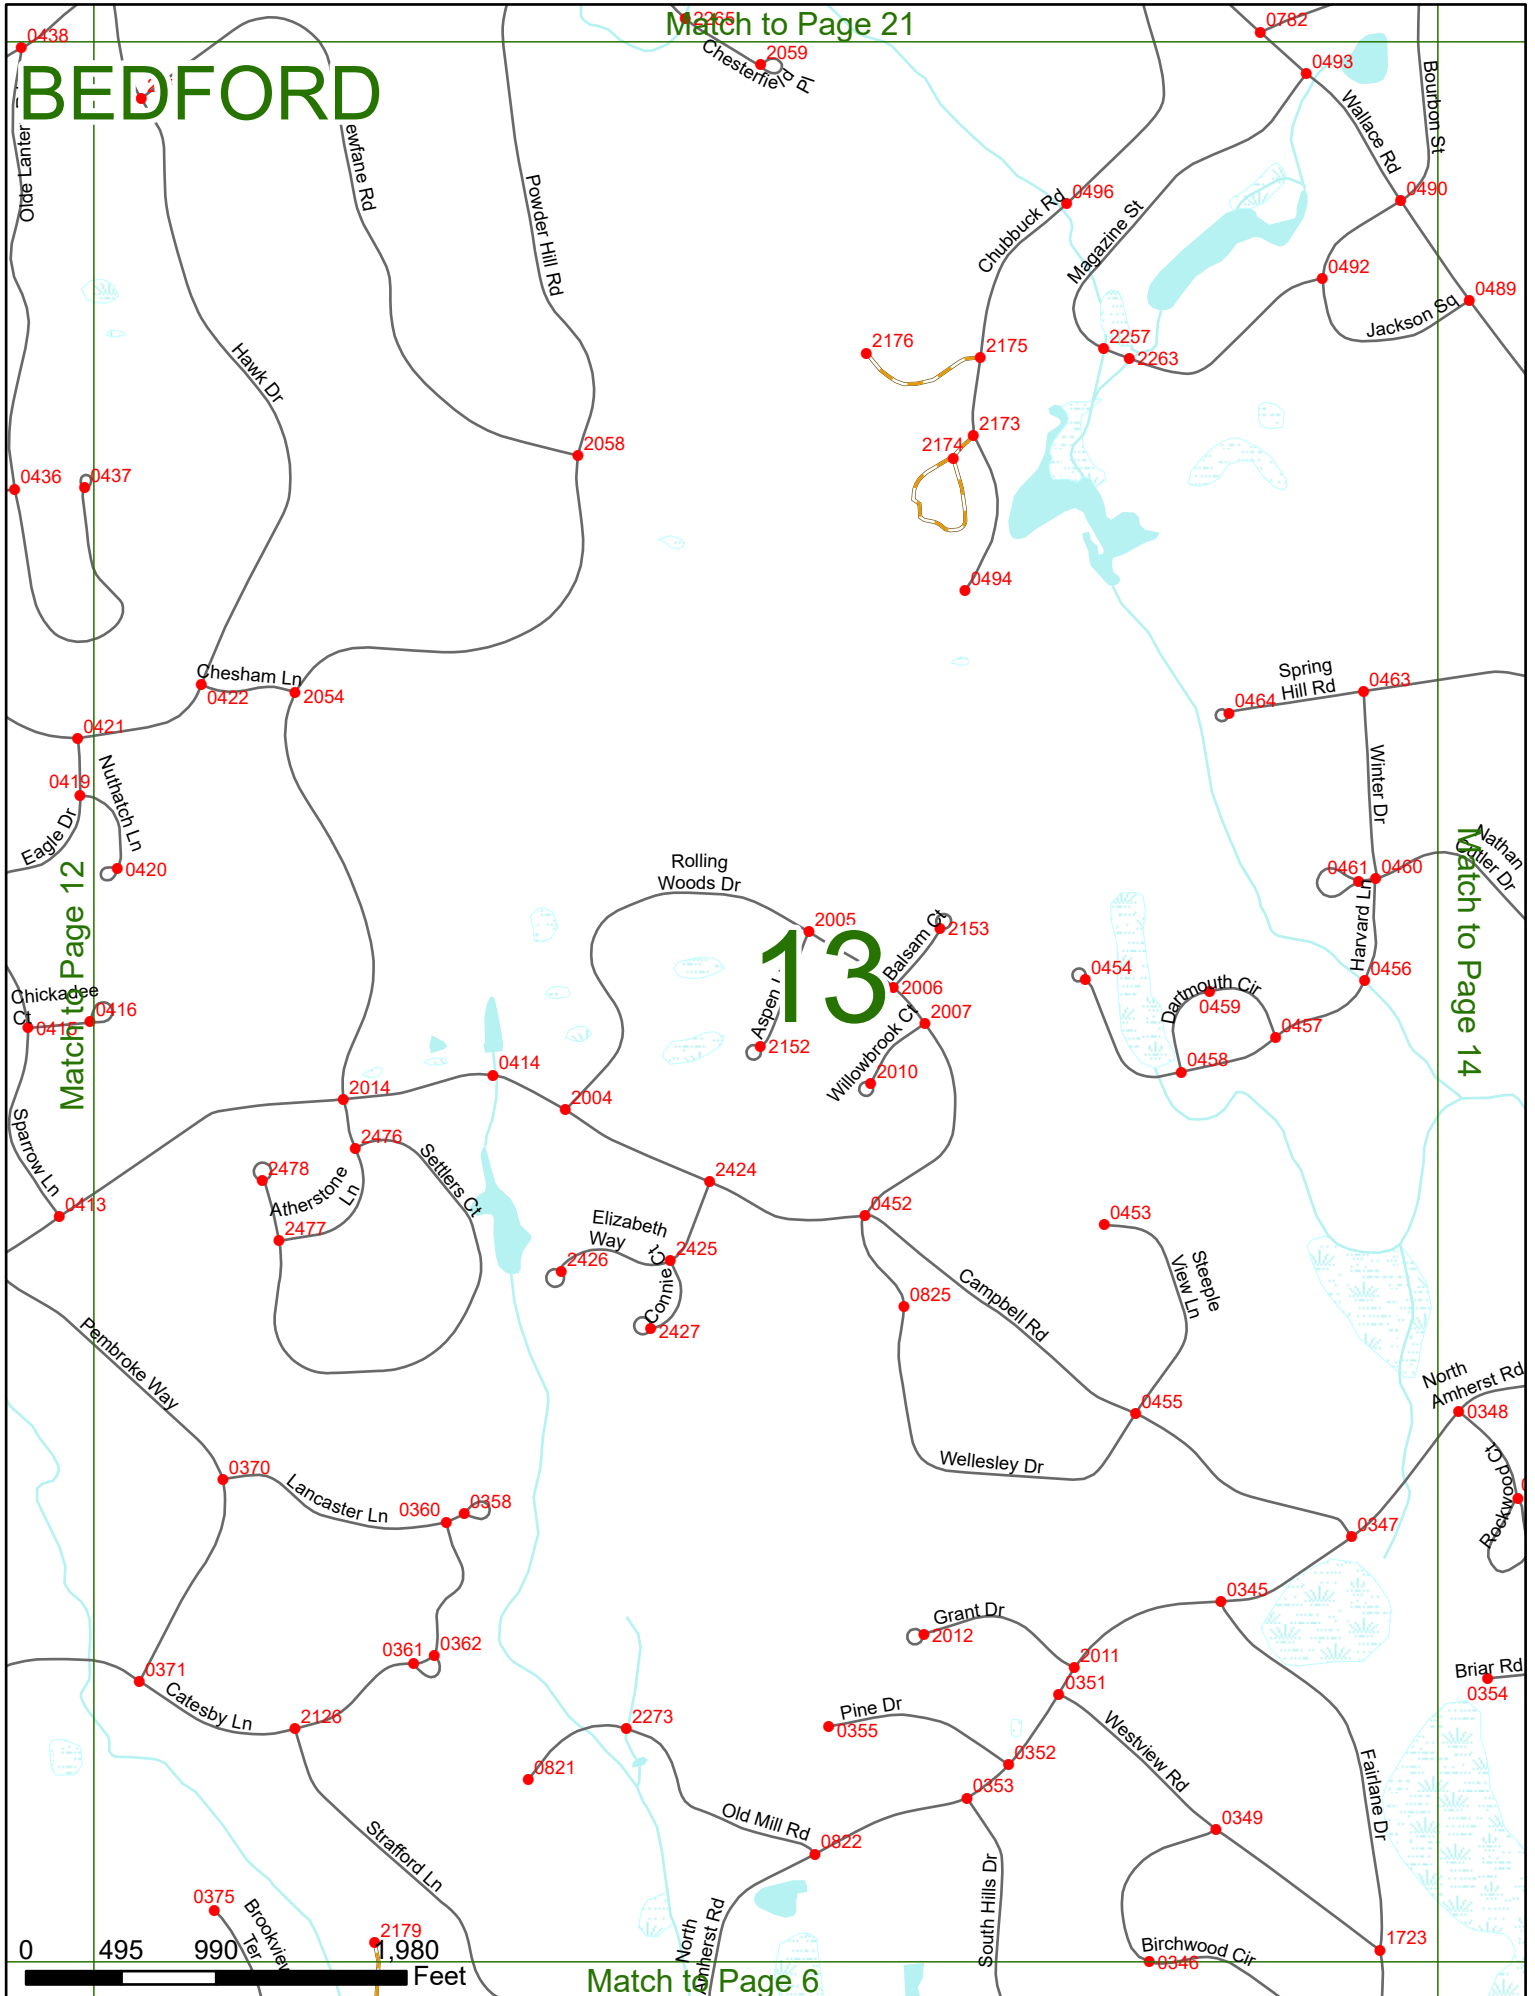 Match to Page 21
BEDFORD
0438
2265
2059
Chesterfield Pl
0782
0493
Wallace Rd
Bourbon St
Olde Lanter
ewfane Rd
Powder Hill Rd
0496
0490
Chubbuck Rd
Magazine St
0492
0489
Jackson Sq
Hawk Dr
2176
2175
2257
2263
2173
2174
2058
0436
0437
0494
Chesham Ln
0422
2054
Spring
Hill Rd
0463
0464
0421
0419
Nuthatch Ln
Eagle Dr
0420
Winter Dr
Nathan
Cutler Dr
Match to Page 12
Match to Page 14
0461
0460
Harvard Ln
Rolling
Woods Dr
2005
13
Balsam Ct
2153
2006
2007
Aspen
2152
Willowbrook Ct
2010
0454
Dartmouth Cir
0459
0456
0457
0458
Chickadee
Ct
0415
0416
0414
2014
2004
Sparrow Ln
2476
Settlers Ct
2478
Atherstone
Ln
0413
2477
2424
0452
0453
Elizabeth
Way
2425
2426
Connie Ct
2427
Steeple
View Ln
0825
Campbell Rd
Pembroke Way
0455
North
Amherst Rd
0348
Wellesley Dr
0370
Lancaster Ln
0360
0358
Rockwood Ct
0347
0345
Grant Dr
2012
0361
0362
2011
0351
0371
Briar Rd
0354
Catesby Ln
2126
2273
Pine Dr
0355
Westview Rd
0352
0821
0353
Fairlane Dr
Old Mill Rd
0822
0349
Strafford Ln
South Hills Dr
0375
Brookview
Ter
2179
North
Amherst Rd
1723
Birchwood Cir
0346
0 495 990 1,980
Feet
Match to Page 6